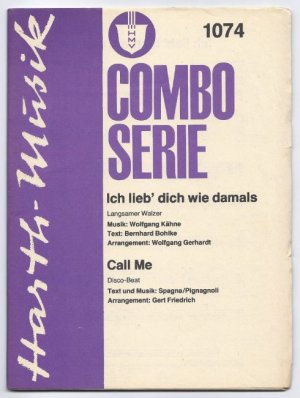 Harth-Musik
HMV
1074
COMBO
SERIE
Ich lieb' dich wie damals
Langsamer Walzer
Musik: Wolfgang Kähne
Text: Bernhard Bohlke
Arrangement: Wolfgang Gerhardt
Call Me
Disco-Beat
Text und Musik: Spagna/Pignagnoli
Arrangement: Gert Friedrich